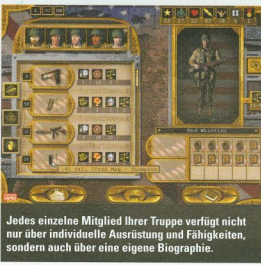 Jedes einzelne Mitglied Ihrer Truppe verfügt nicht
nur über individuelle Ausrüstung und Fähigkeiten,
sondern auch über eine eigene Biographie.